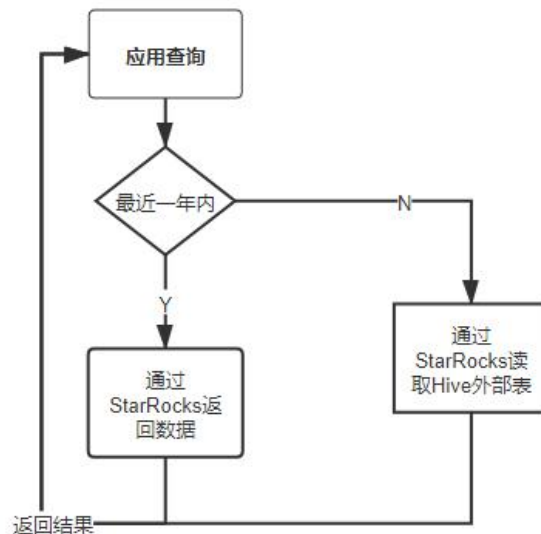 应用查询
最近一年内
N
Y
通过
StarRocks读
取Hive外部表
通过
StarRocks返
回数据
返回结果